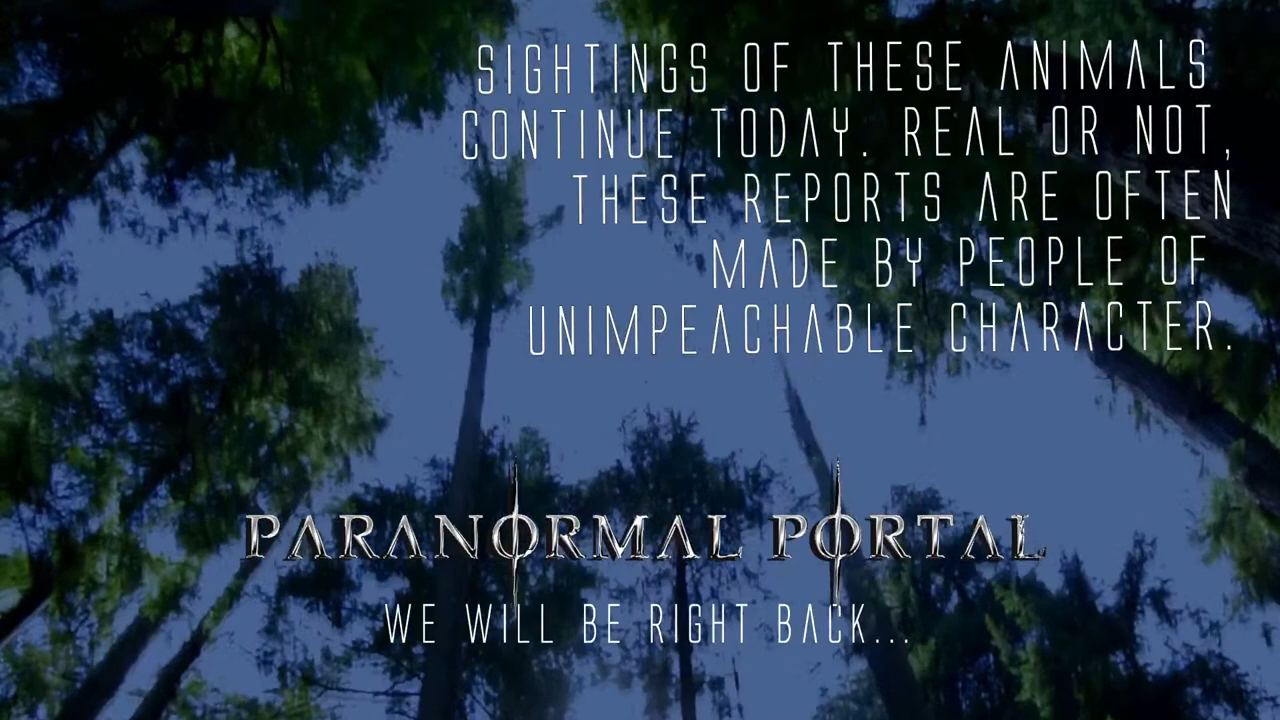 SIGHTINGS OF THESE ANIMALS
CONTINUE TODAY. REAL OR NOT,
THESE REPORTS ARE OFTEN
MADE BY PEOPLE OF
UNIMPEACHABLE CHARACTER.
PARANORMAL PORTAL
WE WILL BE RIGHT BACK...